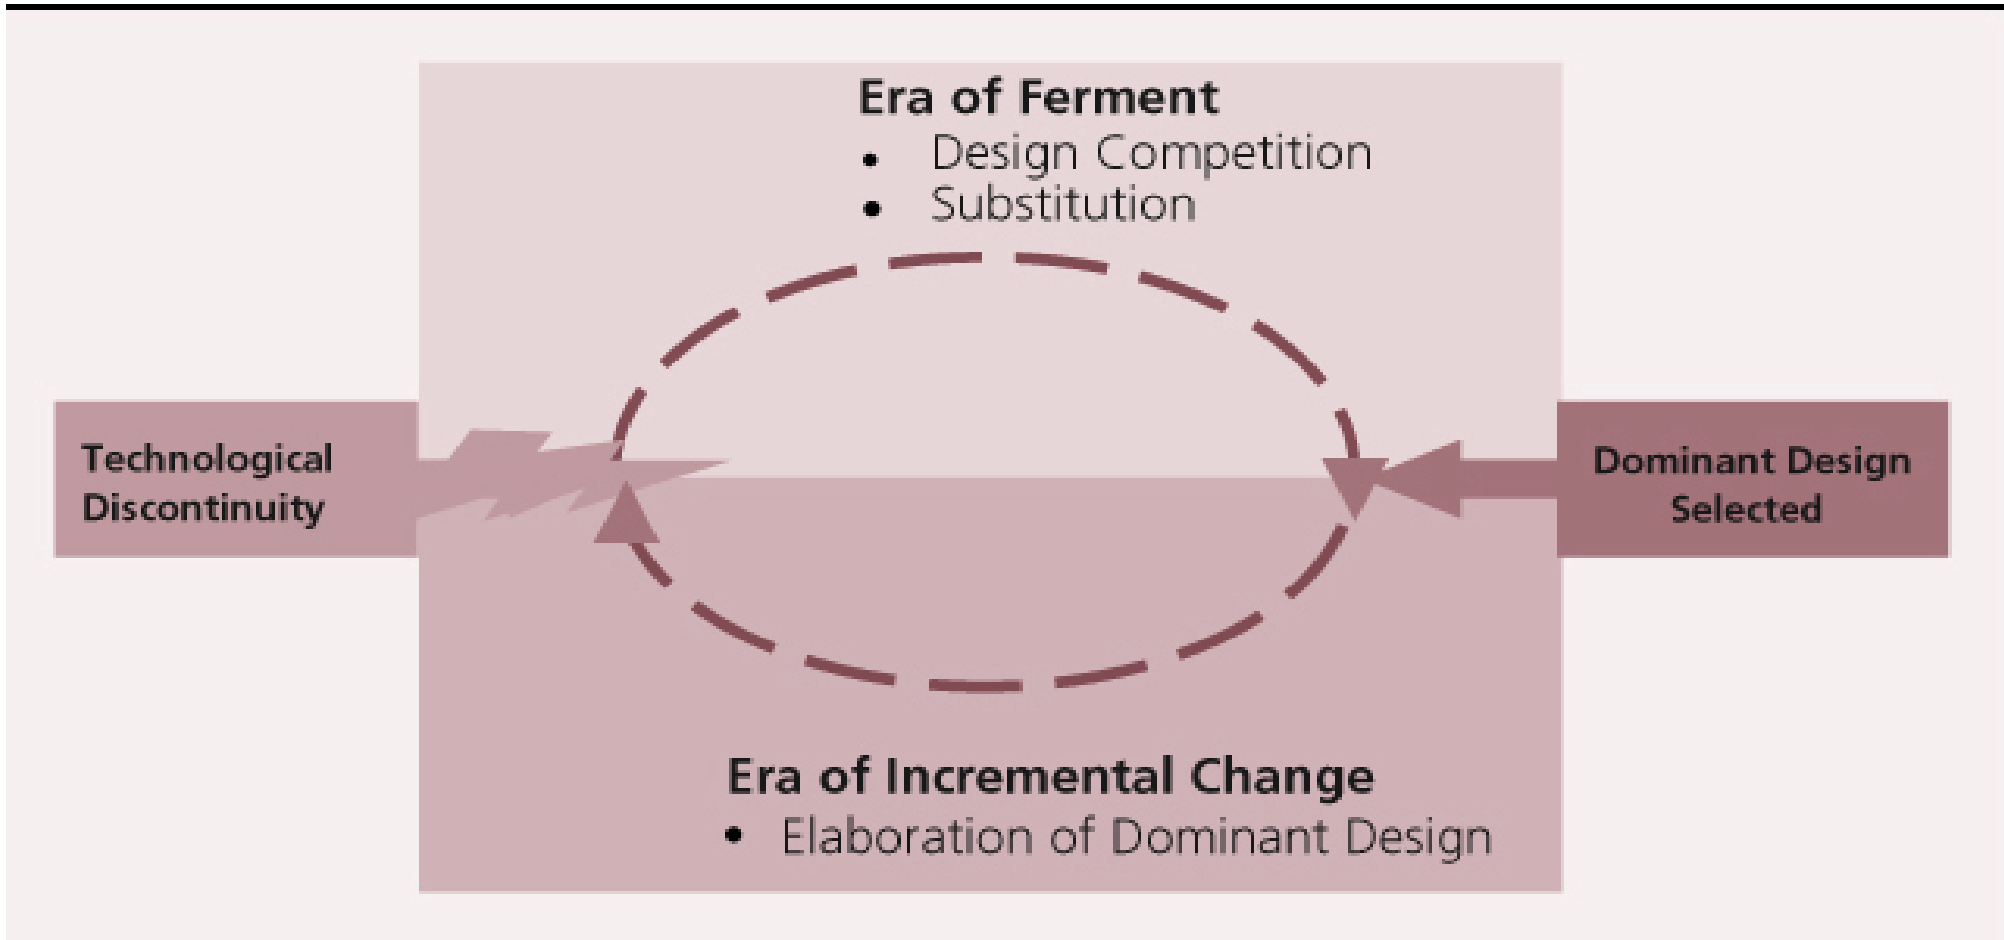 Era of Ferment
• Design Competition
• Substitution
Technological
Discontinuity
Dominant Design
Selected
Era of Incremental Change
• Elaboration of Dominant Design